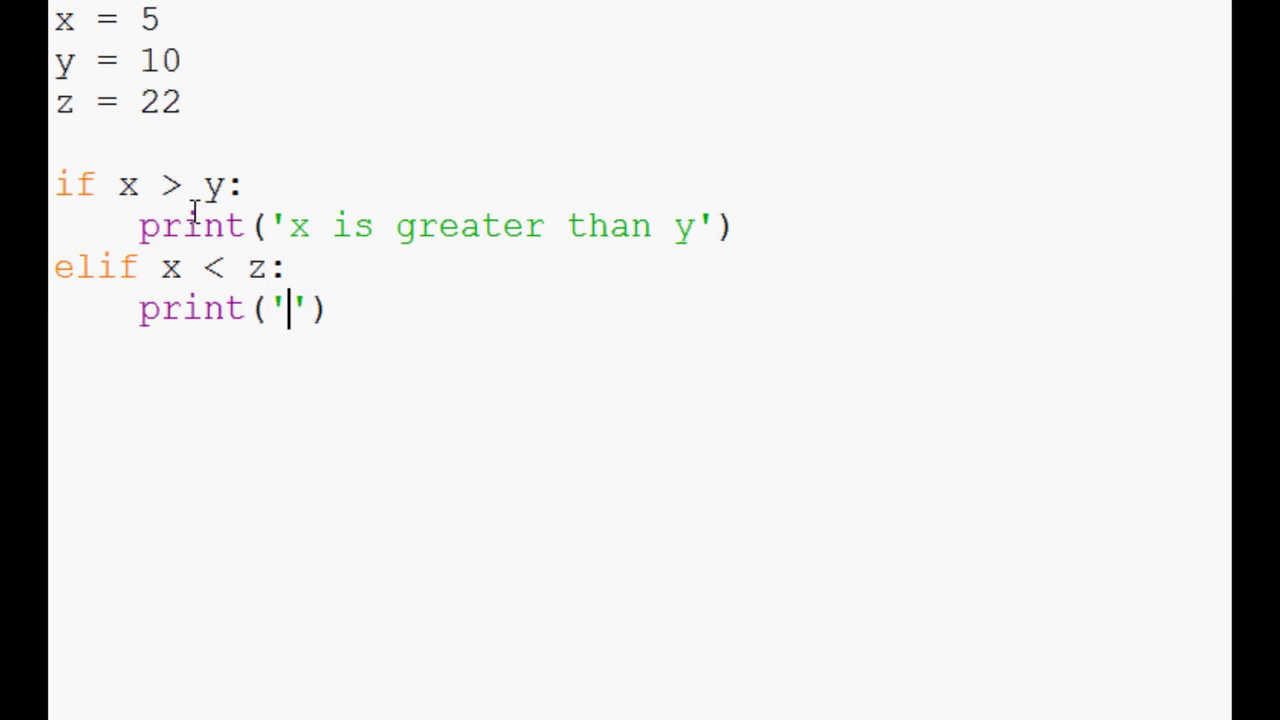 x = 5
y = 10
z = 22

if x > y:
    print('x is greater than y')
elif x < z:
    print('')